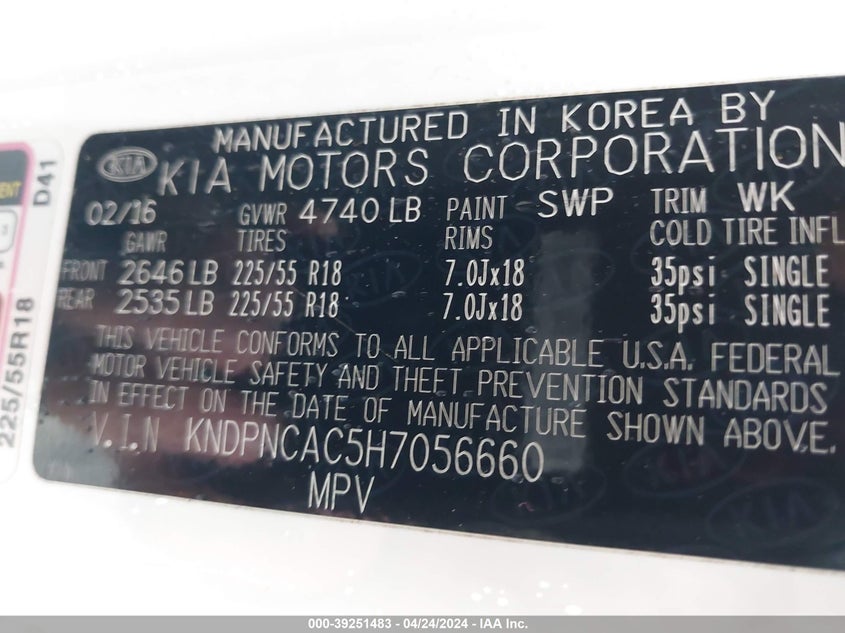 MANUFACTURED IN KOREA BY
KIA KIA MOTORS CORPORATION
02/16 GVWR 4740 LB PAINT SWP TRIM WK
GAWR TIRES RIMS COLD TIRE INFL
FRONT 2646 LB 225/55 R18 7.0Jx18 35psi SINGLE
REAR 2535 LB 225/55 R18 7.0Jx18 35psi SINGLE
THIS VEHICLE CONFORMS TO ALL APPLICABLE U.S.A. FEDERAL
MOTOR VEHICLE SAFETY AND THEFT PREVENTION STANDARDS
IN EFFECT ON THE DATE OF MANUFACTURE SHOWN ABOVE.
V.I.N KNDPNCAC5H7056660
MPV
KIA
D41
225/55R18
000-39251483 - 04/24/2024 - IAA Inc.